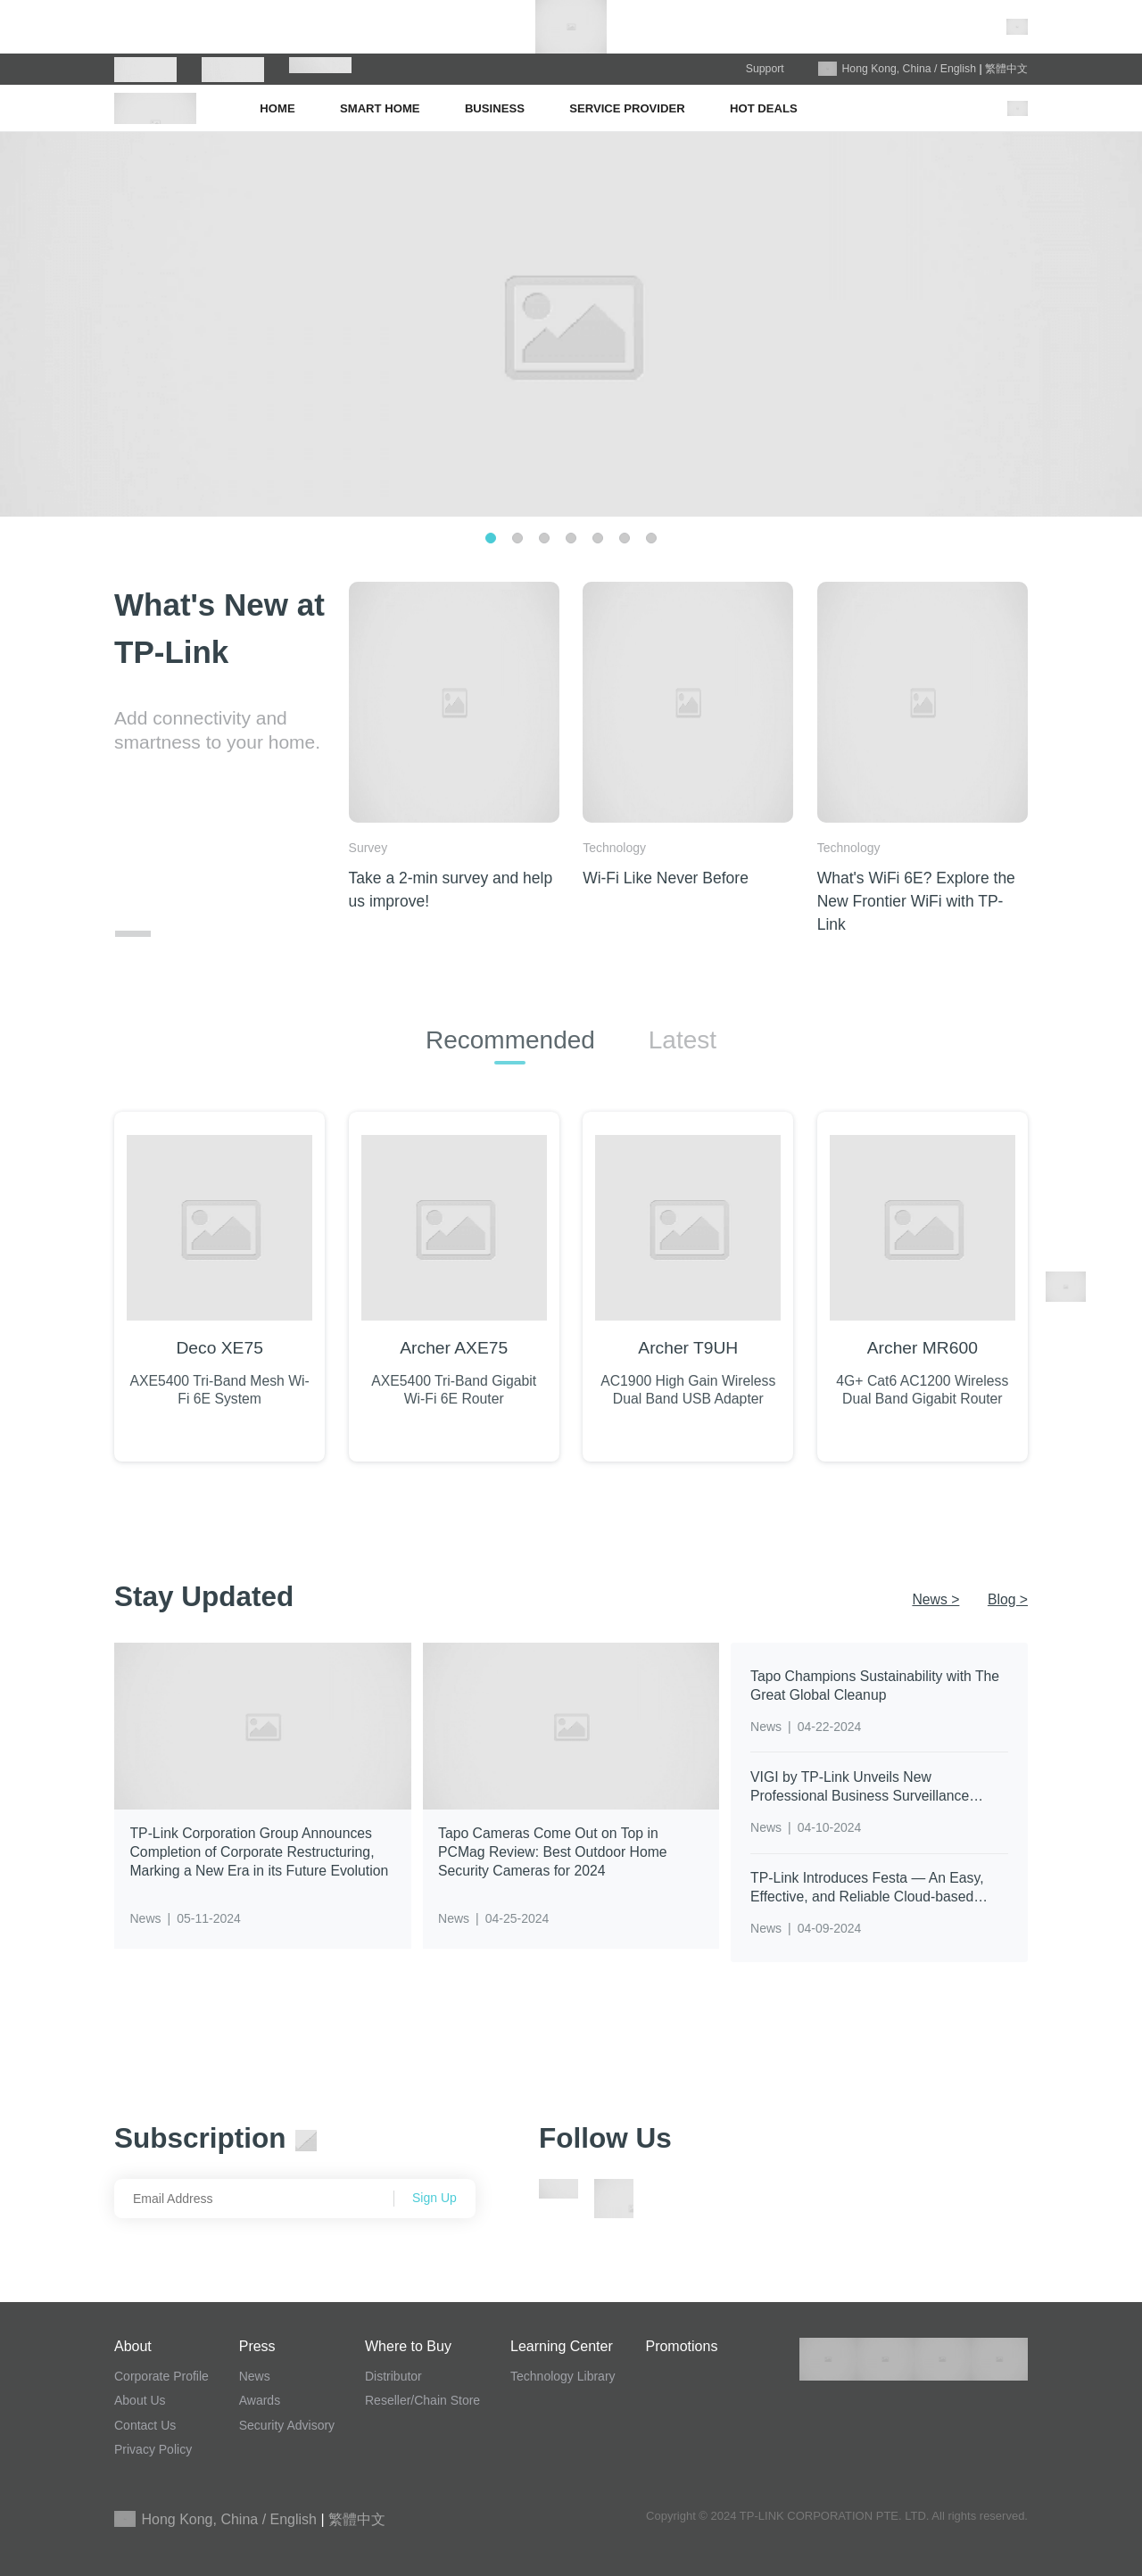 Support
Hong Kong, China / English | 繁體中文
HOME SMART HOME BUSINESS SERVICE PROVIDER HOT DEALS
What's New at
TP-Link
Add connectivity and
smartness to your home.
Survey
Take a 2-min survey and help
us improve!
Technology
Wi-Fi Like Never Before
Technology
What's WiFi 6E? Explore the
New Frontier WiFi with TP-
Link
Recommended Latest
Deco XE75
AXE5400 Tri-Band Mesh Wi-
Fi 6E System
Archer AXE75
AXE5400 Tri-Band Gigabit
Wi-Fi 6E Router
Archer T9UH
AC1900 High Gain Wireless
Dual Band USB Adapter
Archer MR600
4G+ Cat6 AC1200 Wireless
Dual Band Gigabit Router
Stay Updated
News > Blog >
TP-Link Corporation Group Announces
Completion of Corporate Restructuring,
Marking a New Era in its Future Evolution
News | 05-11-2024
Tapo Cameras Come Out on Top in
PCMag Review: Best Outdoor Home
Security Cameras for 2024
News | 04-25-2024
Tapo Champions Sustainability with The
Great Global Cleanup
News | 04-22-2024
VIGI by TP-Link Unveils New
Professional Business Surveillance…
News | 04-10-2024
TP-Link Introduces Festa — An Easy,
Effective, and Reliable Cloud-based…
News | 04-09-2024
Subscription
Email Address Sign Up
Follow Us
About
Corporate Profile
About Us
Contact Us
Privacy Policy
Press
News
Awards
Security Advisory
Where to Buy
Distributor
Reseller/Chain Store
Learning Center
Technology Library
Promotions
Hong Kong, China / English | 繁體中文
Copyright © 2024 TP-LINK CORPORATION PTE. LTD. All rights reserved.